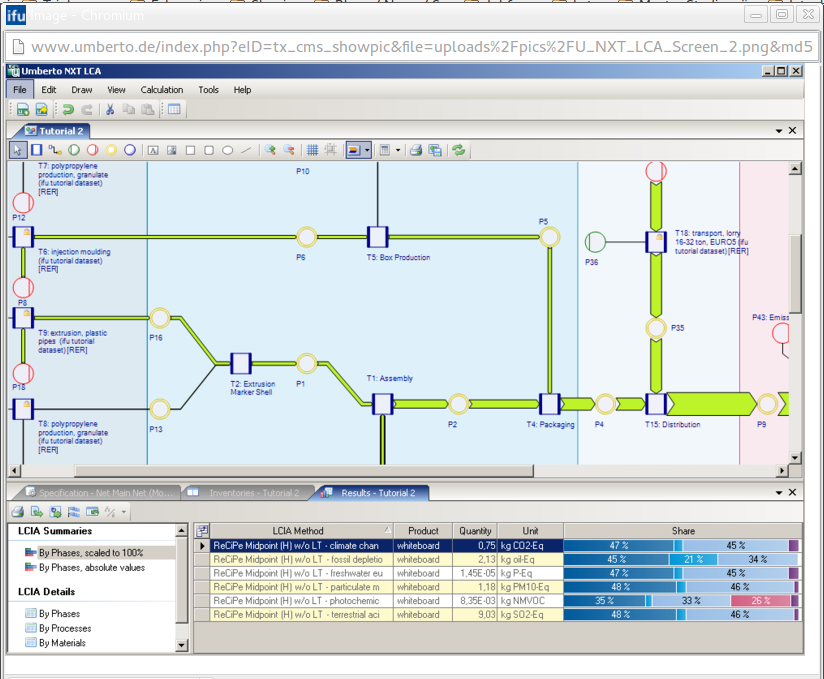 ifu Image - Chromium
www.umberto.de/index.php?eID=tx_cms_showpic&file=uploads%2Fpics%2FU_NXT_LCA_Screen_2.png&md5
Umberto NXT LCA
File Edit Draw View Calculation Tools Help
Tutorial 2
T7: polypropylene
production, granulate
(ifu tutorial dataset)
[RER]
P10
P12
P5
T18: transport, lorry
16-32 ton, EURO5 (ifu
tutorial dataset)[RER]
T6: injection moulding
(ifu tutorial dataset)
[RER]
P6
T5: Box Production
P36
P8
P43: Emiss
T9: extrusion, plastic
pipes (ifu tutorial
dataset)[RER]
P16
P35
P18
T2: Extrusion
Marker Shell
P1
T1: Assembly
T8: polypropylene
production, granulate
(ifu tutorial dataset)
[RER]
P13
P2
T4: Packaging
P4
T15: Distribution
P9
Specification - Net Main Net (Mo...
Inventories - Tutorial 2
Results - Tutorial 2
LCIA Summaries
By Phases, scaled to 100%
By Phases, absolute values
LCIA Details
By Phases
By Processes
By Materials
LCIA Method Product Quantity Unit Share
ReCiPe Midpoint (H) w/o LT - climate chan whiteboard 0,75 kg CO2-Eq 47 % 45 %
ReCiPe Midpoint (H) w/o LT - fossil depletio whiteboard 2,13 kg oil-Eq 45 % 21 % 34 %
ReCiPe Midpoint (H) w/o LT - freshwater eu whiteboard 1,45E-05 kg P-Eq 47 % 45 %
ReCiPe Midpoint (H) w/o LT - particulate m whiteboard 1,18 kg PM10-Eq 48 % 46 %
ReCiPe Midpoint (H) w/o LT - photochemic whiteboard 8,35E-03 kg NMVOC 35 % 33 % 26 %
ReCiPe Midpoint (H) w/o LT - terrestrial aci whiteboard 9,03 kg SO2-Eq 48 % 46 %